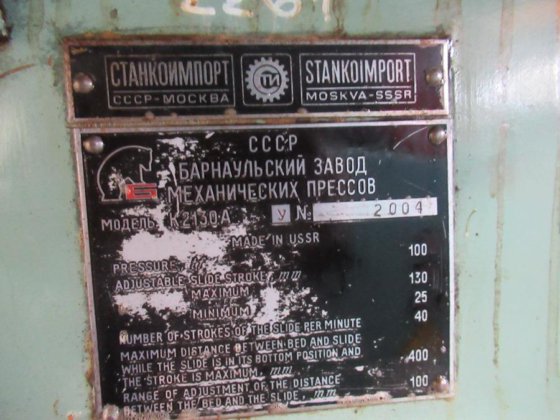 2261
СТАНКОИМПОРТ
СССР-МОСКВА
СИ
STANKOIMPORT
MOSKVA-SSSR
СССР
БАРНАУЛЬСКИЙ ЗАВОД
МЕХАНИЧЕСКИХ ПРЕССОВ
МОДЕЛЬ К2130А У № 2004
MADE IN USSR
PRESSURE, 100
ADJUSTABLE SLIDE STROKE, mm
MAXIMUM 130
MINIMUM 25
NUMBER OF STROKES OF THE SLIDE PER MINUTE 40
MAXIMUM DISTANCE BETWEEN BED AND SLIDE
WHILE THE SLIDE IS IN ITS BOTTOM POSITION AND
THE STROKE IS MAXIMUM, mm 400
RANGE OF ADJUSTMENT OF THE DISTANCE
BETWEEN THE BED AND THE SLIDE, mm 100